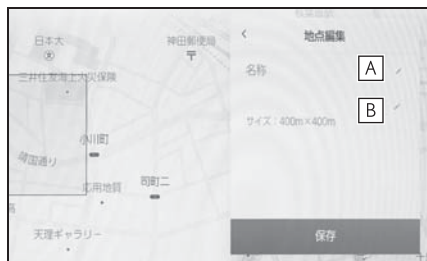 日本大
神田郵便局
三井住友海上火災保険
小川町
靖国通り
応用地質
司町二
天理ギャラリー
地点編集
名称
A
B
サイズ：400m×400m
保存